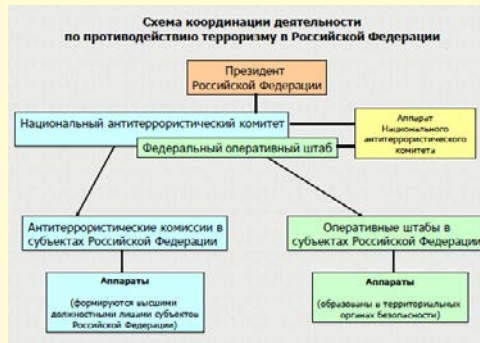 Схема координации деятельности
по противодействию терроризму в Российской Федерации
Президент
Российской Федерации
Национальный антитеррористический комитет
Федеральный оперативный штаб
Аппарат
Национального
антитеррористического
комитета
Антитеррористические комиссии в
субъектах Российской Федерации
Оперативные штабы в
субъектах Российской Федерации
Аппараты
(формируются высшими
должностными лицами субъектов
Российской Федерации)
Аппараты
(образованы в территориальных
органах безопасности)